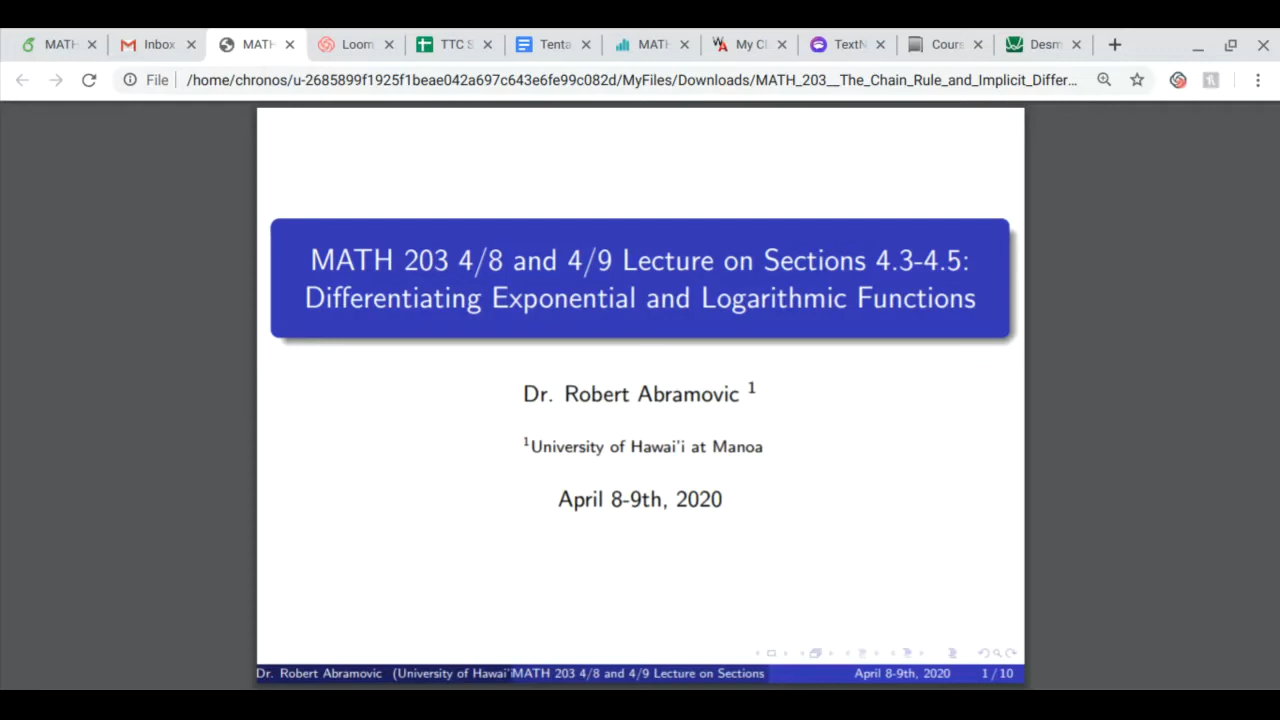 MATH
Inbox
MATH
Loom
TTC S
Tenta
MATH
My Cl
TextN
Cours
Desm
File
/home/chronos/u-2685899f1925f1beae042a697c643e6fe99c082d/MyFiles/Downloads/MATH_203__The_Chain_Rule_and_Implicit_Differ...
MATH 203 4/8 and 4/9 Lecture on Sections 4.3-4.5:
Differentiating Exponential and Logarithmic Functions
Dr. Robert Abramovic 1
1University of Hawai'i at Manoa
April 8-9th, 2020
Dr. Robert Abramovic (University of Hawai'i MATH 203 4/8 and 4/9 Lecture on Sections April 8-9th, 2020 1 / 10